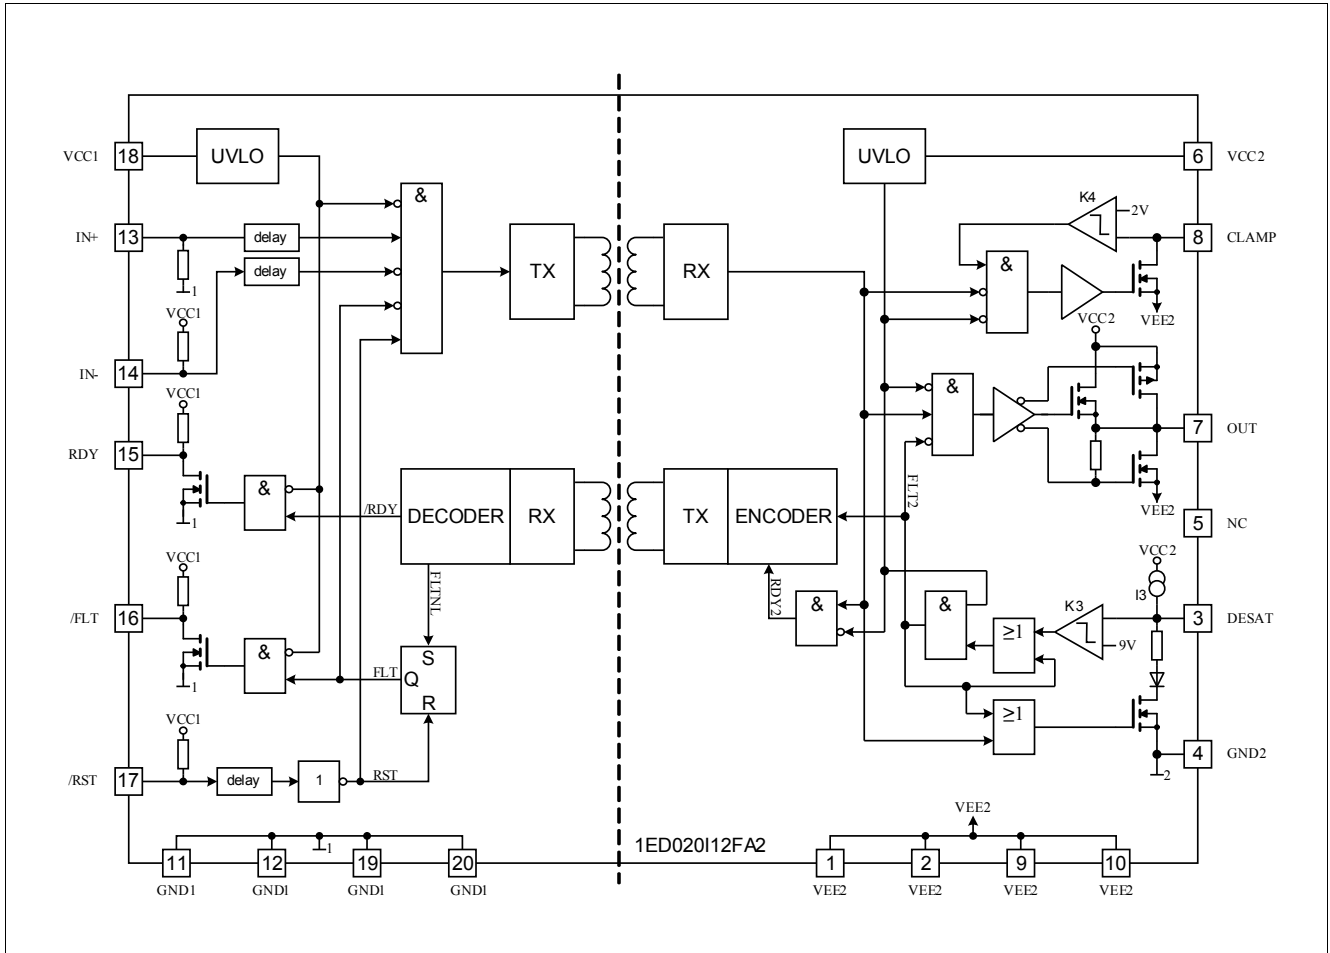 VCC1
18
UVLO
UVLO
6
VCC2
K4
2V
&
IN+
13
delay
8
CLAMP
delay
TX
RX
&
1
VEE2
VCC1
VCC2
IN-
14
&
VCC1
7
OUT
RDY
15
&
/RDY
DECODER
RX
TX
ENCODER
FLT2
1
VEE2
5
NC
VCC1
VCC2
I3
FLTNL
RDY2
&
&
≥1
K3
/FLT
16
3
DESAT
9V
&
S
FLT
Q
1
R
≥1
VCC1
4
GND2
/RST
17
delay
1
RST
2
VEE2
1
1ED020I12FA2
11
12
19
20
1
2
9
10
GND1
GND1
GND1
GND1
VEE2
VEE2
VEE2
VEE2